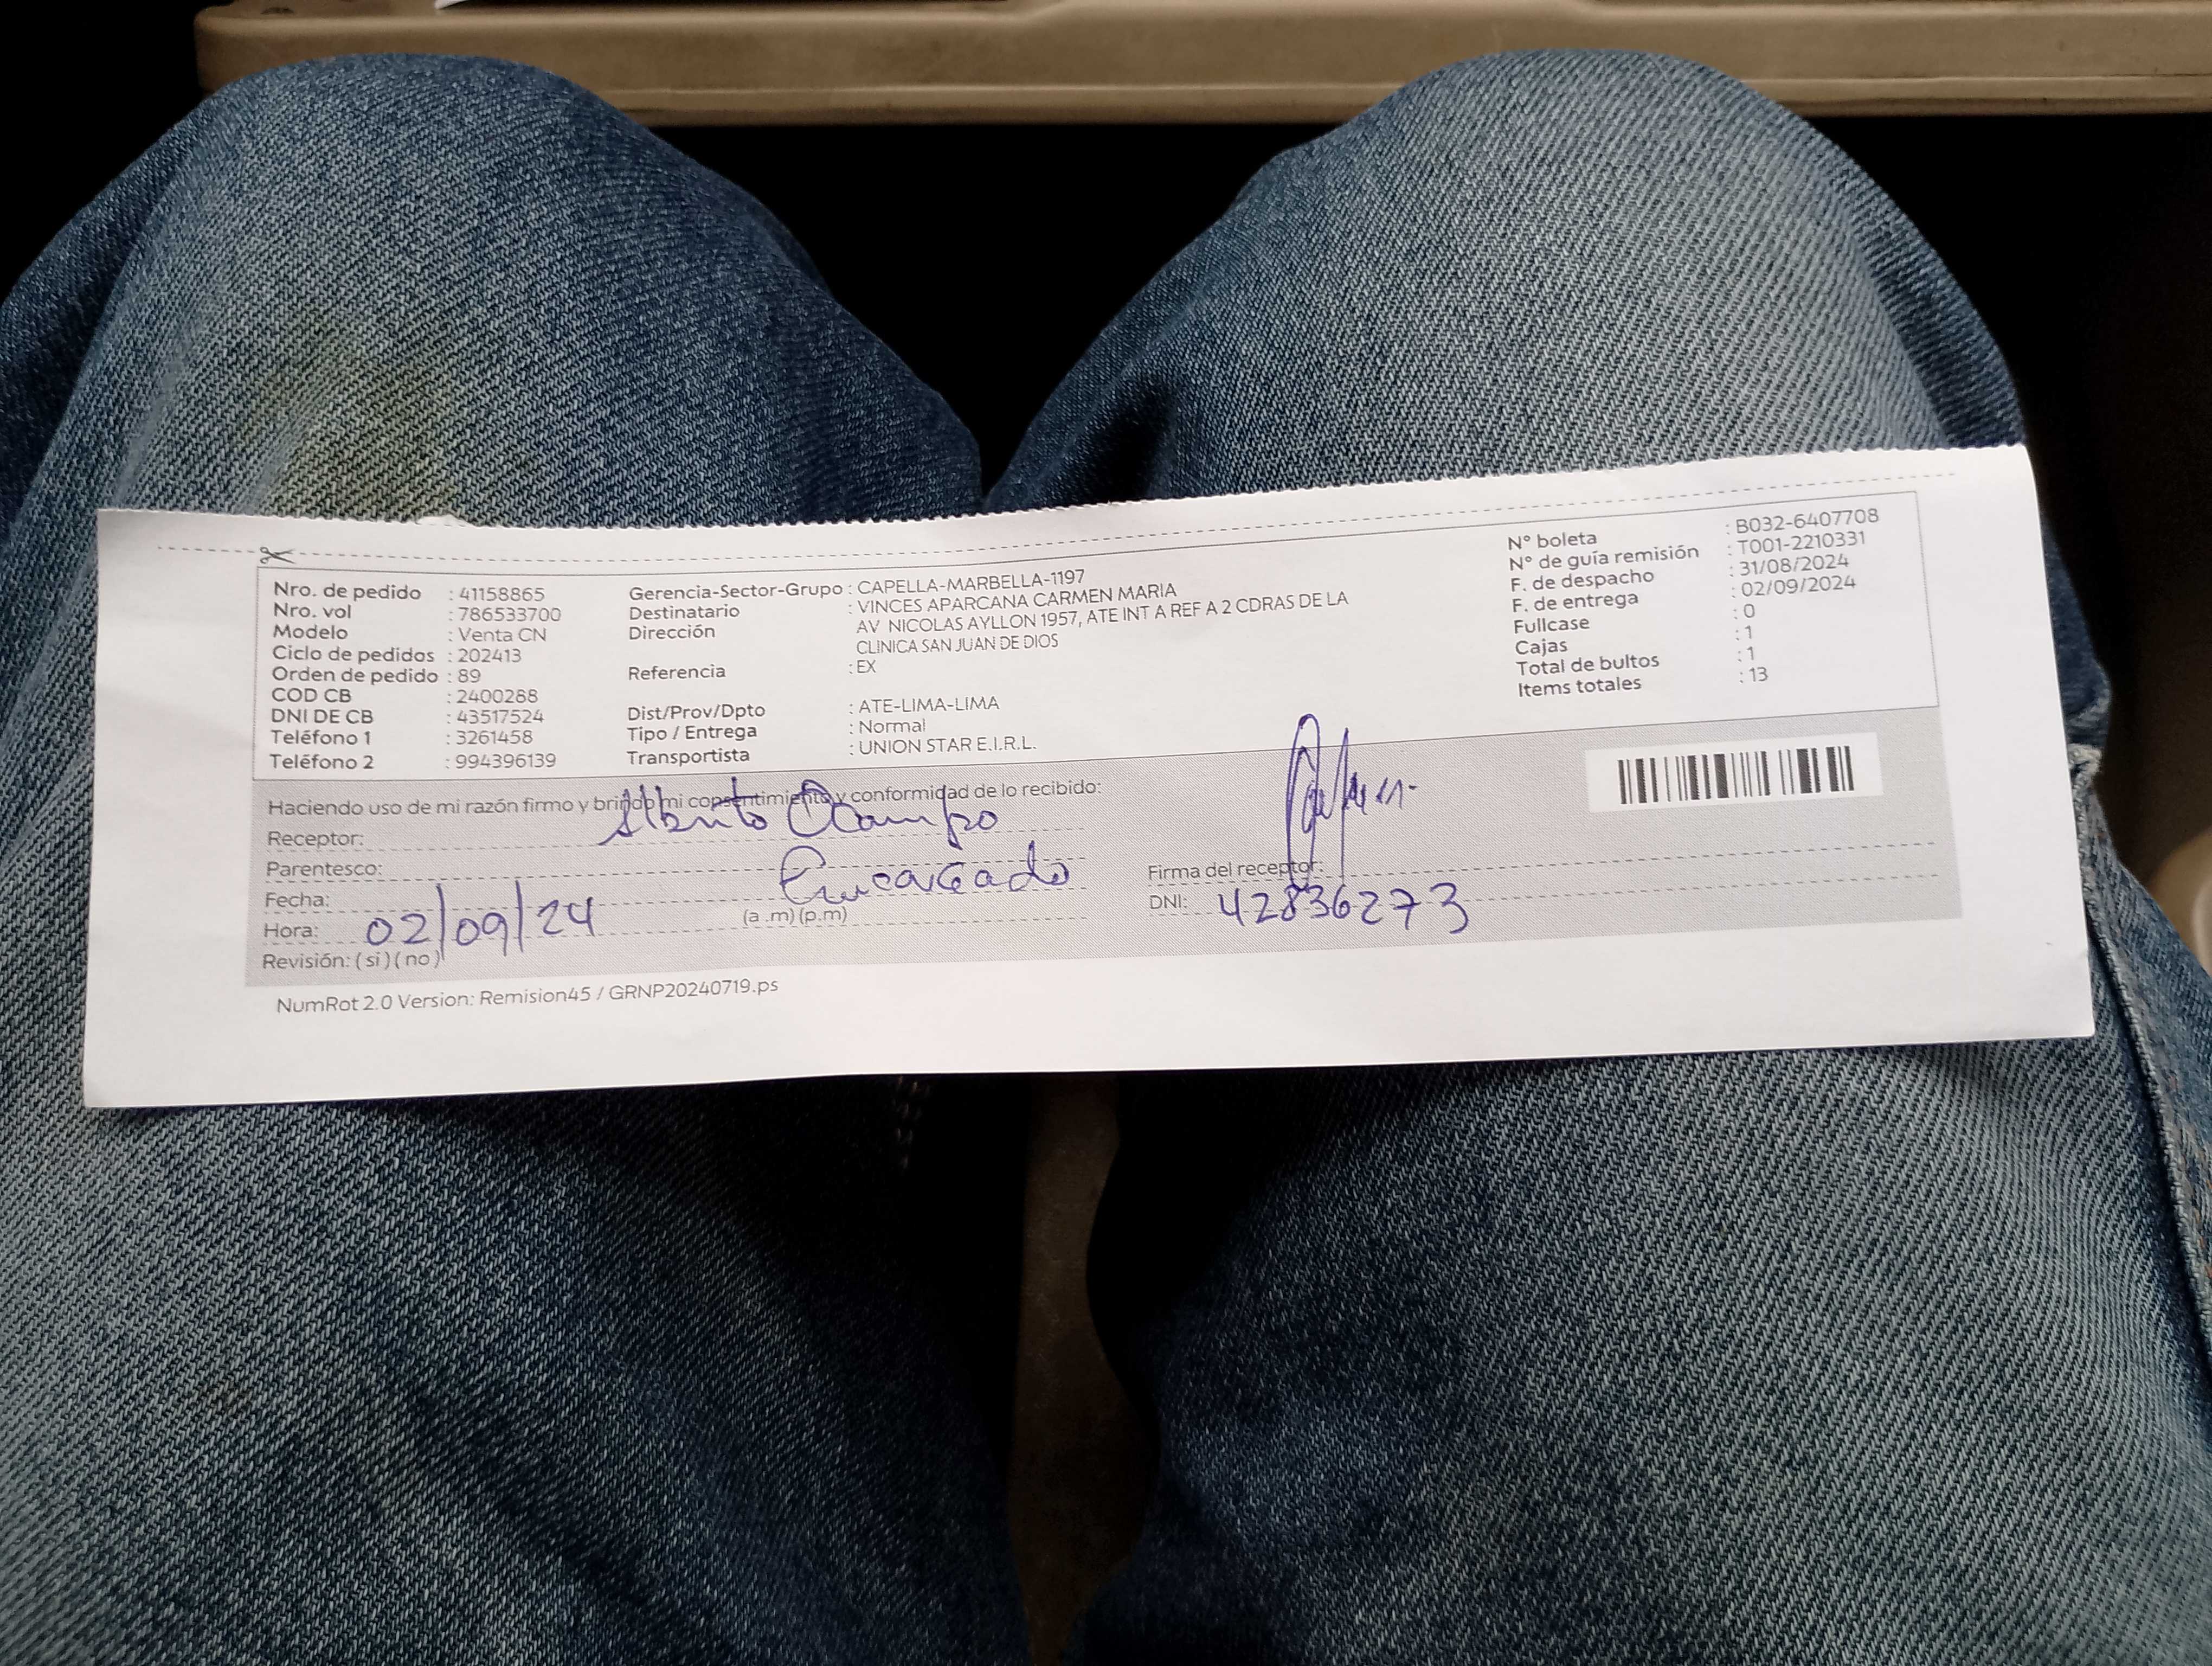 Nro. de pedido : 41158865
Nro. vol : 786533700
Modelo : Venta CN
Ciclo de pedidos : 202413
Orden de pedido : 89
COD CB : 2400288
DNI DE CB : 43517524
Teléfono 1 : 3261458
Teléfono 2 : 994396139
Gerencia-Sector-Grupo : CAPELLA-MARBELLA-1197
Destinatario : VINCES APARCANA CARMEN MARIA
Dirección AV NICOLAS AYLLON 1957, ATE INT A REF A 2 CDRAS DE LA
CLINICA SAN JUAN DE DIOS
Referencia : EX
Dist/Prov/Dpto : ATE-LIMA-LIMA
Tipo / Entrega : Normal
Transportista : UNION STAR E.I.R.L.
N° boleta : B032-6407708
N° de guía remisión : T001-2210331
F. de despacho : 31/08/2024
F. de entrega : 02/09/2024
Fullcase : 0
Cajas : 1
Total de bultos : 1
Items totales : 13
Haciendo uso de mi razón firmo y brindo mi consentimiento y conformidad de lo recibido:
Receptor: Alberto Ocampo
Parentesco: Encargado
Fecha:
Hora: 02/09/24 (a .m) (p.m)
Revisión: ( si ) ( no )
Firma del receptor:
DNI: 42836273
NumRot 2.0 Version: Remision45 / GRNP20240719.ps